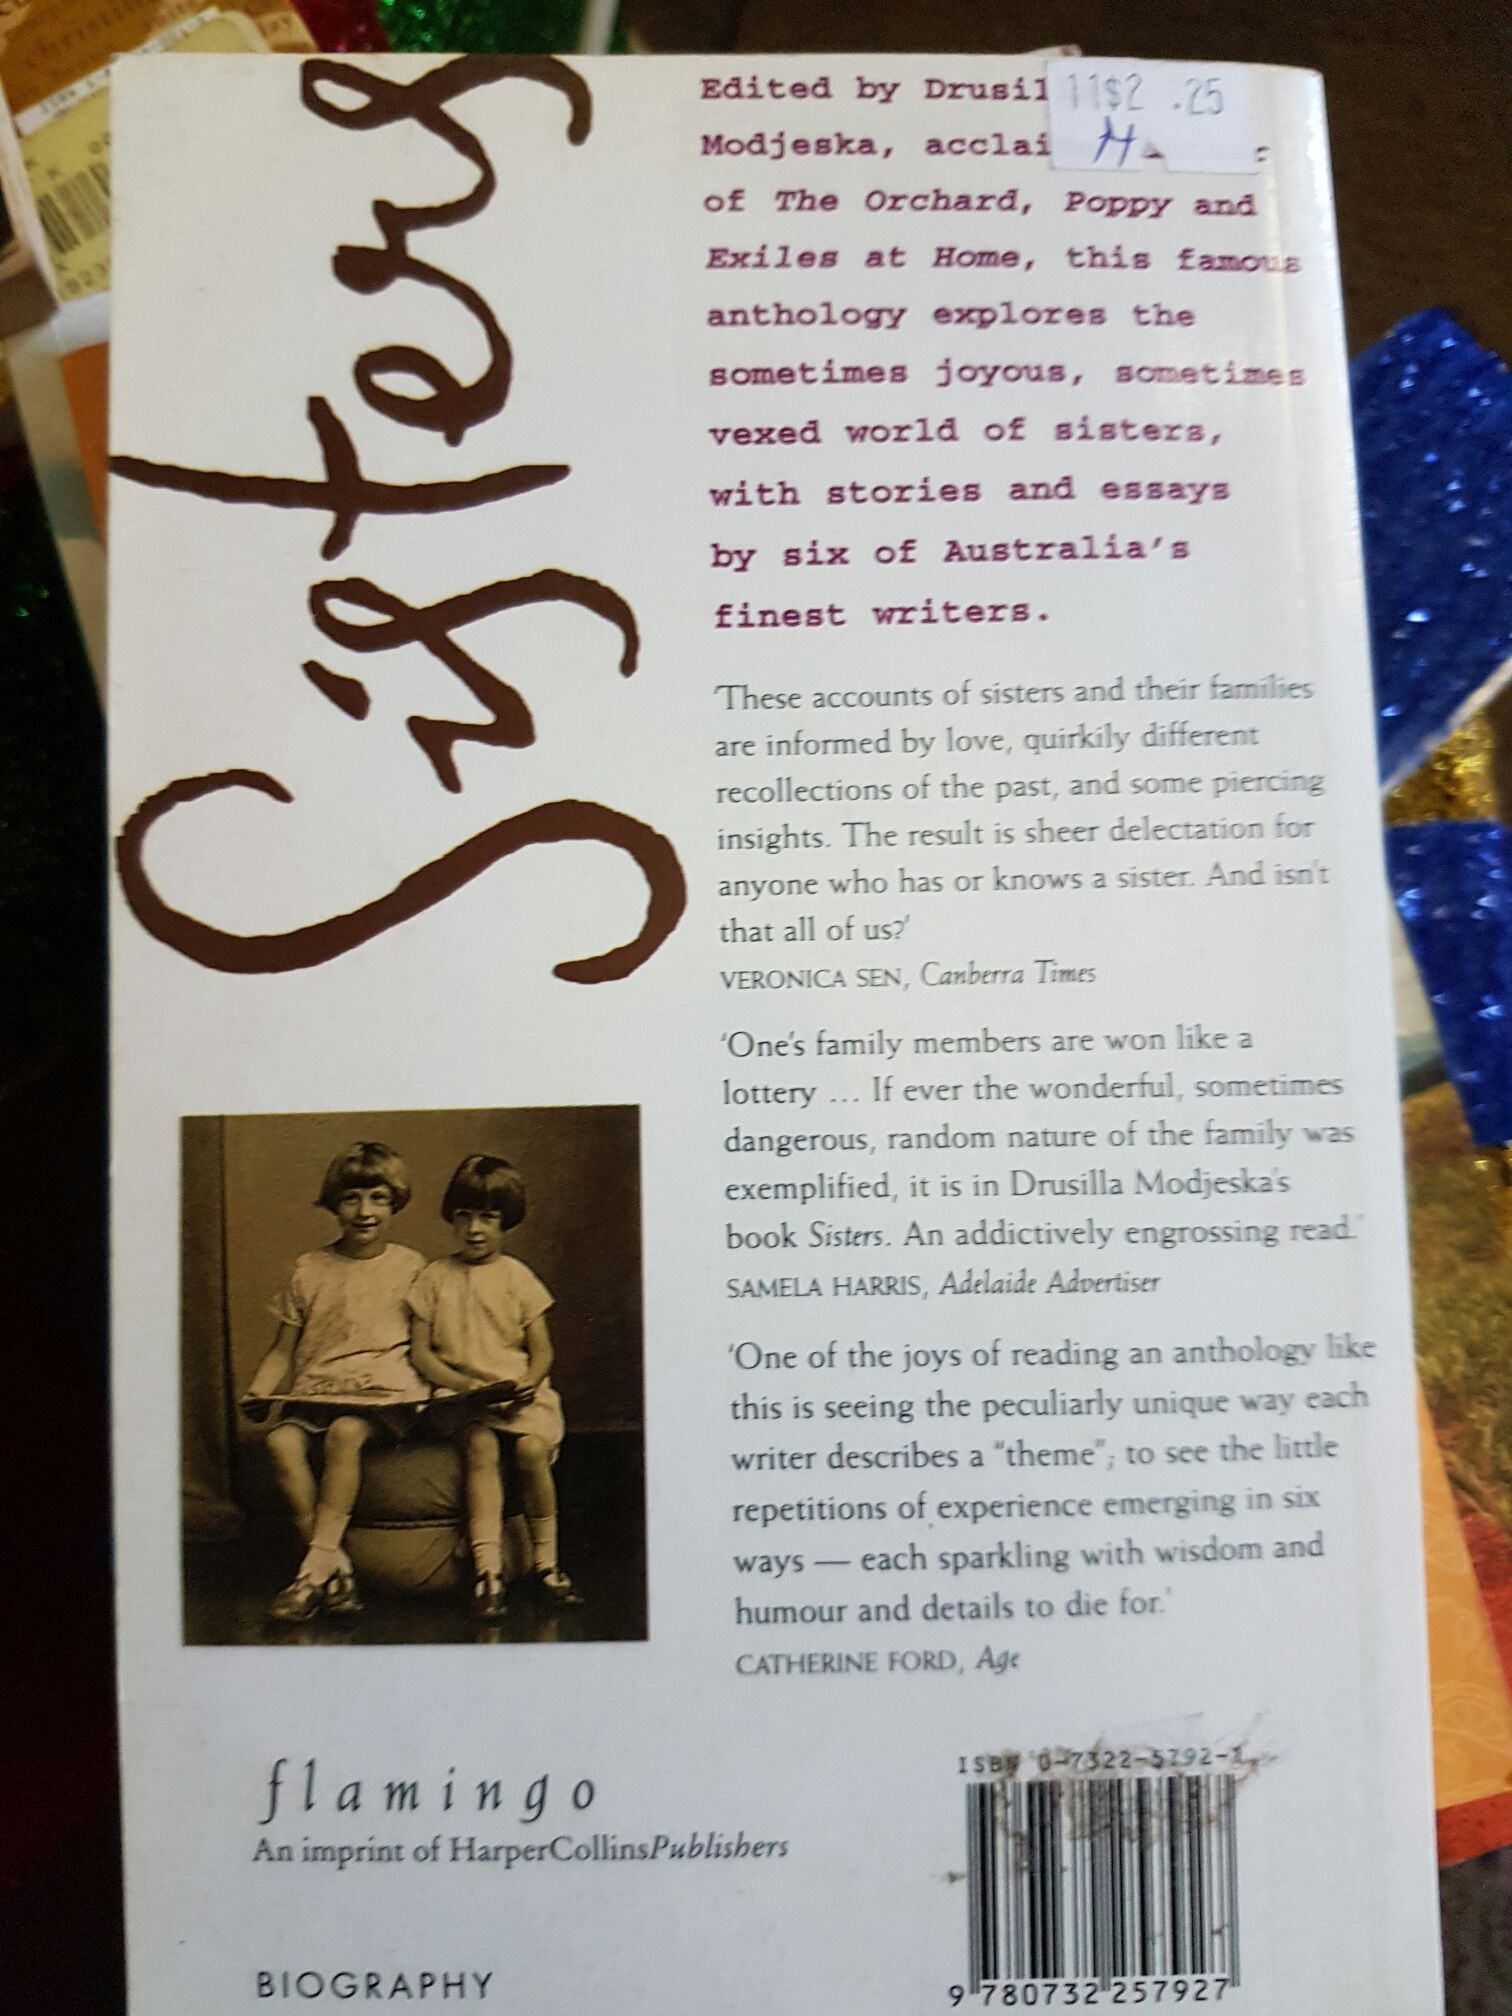 Sisters
Edited by Drusil
11$2 .25
H
Modjeska, acclai
of The Orchard, Poppy and
Exiles at Home, this famous
anthology explores the
sometimes joyous, sometimes
vexed world of sisters,
with stories and essays
by six of Australia's
finest writers.
'These accounts of sisters and their families
are informed by love, quirkily different
recollections of the past, and some piercing
insights. The result is sheer delectation for
anyone who has or knows a sister. And isn't
that all of us?'
VERONICA SEN, Canberra Times
'One's family members are won like a
lottery ... If ever the wonderful, sometimes
dangerous, random nature of the family was
exemplified, it is in Drusilla Modjeska's
book Sisters. An addictively engrossing read.'
SAMELA HARRIS, Adelaide Advertiser
'One of the joys of reading an anthology like
this is seeing the peculiarly unique way each
writer describes a "theme"; to see the little
repetitions of experience emerging in six
ways — each sparkling with wisdom and
humour and details to die for.'
CATHERINE FORD, Age
flamingo
An imprint of HarperCollinsPublishers
BIOGRAPHY
ISBN 0-7322-5792-1
9 780732 257927